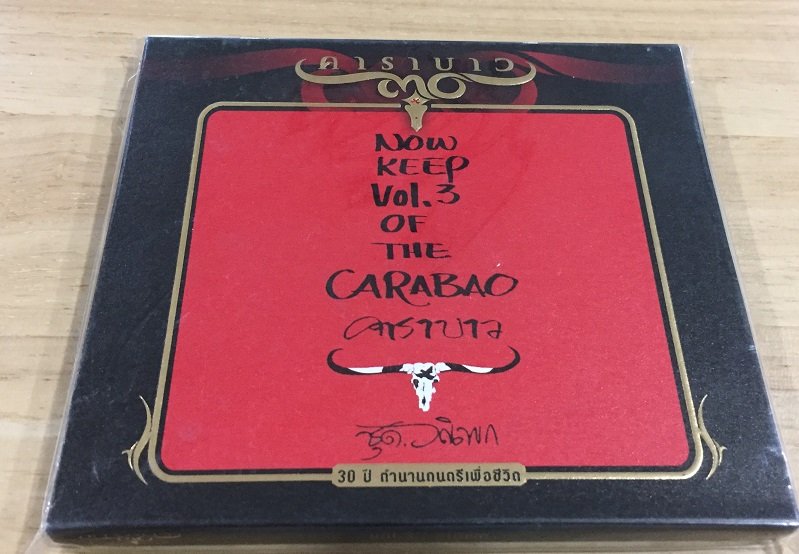 คาราบาว
๓๐
NOW
KEEP
Vol.3
OF
THE
CARABAO
คาราบาว
ชุด.วณิพก
30 ปี ตำนานดนตรีเพื่อชีวิต